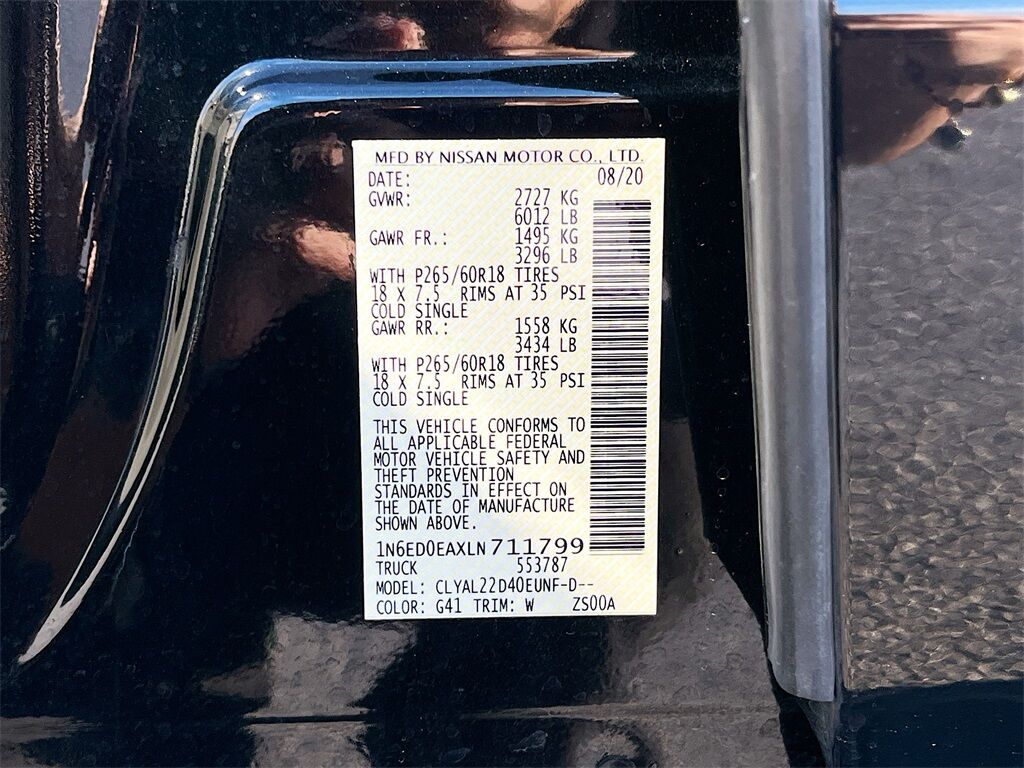 MFD BY NISSAN MOTOR CO., LTD.
DATE: 08/20
GVWR: 2727 KG
6012 LB
GAWR FR.: 1495 KG
3296 LB
WITH P265/60R18 TIRES
18 X 7.5 RIMS AT 35 PSI
COLD SINGLE
GAWR RR.: 1558 KG
3434 LB
WITH P265/60R18 TIRES
18 X 7.5 RIMS AT 35 PSI
COLD SINGLE
THIS VEHICLE CONFORMS TO
ALL APPLICABLE FEDERAL
MOTOR VEHICLE SAFETY AND
THEFT PREVENTION
STANDARDS IN EFFECT ON
THE DATE OF MANUFACTURE
SHOWN ABOVE.
1N6ED0EAXLN711799
TRUCK 553787
MODEL: CLYAL22D40EUNF-D--
COLOR: G41 TRIM: W ZS00A